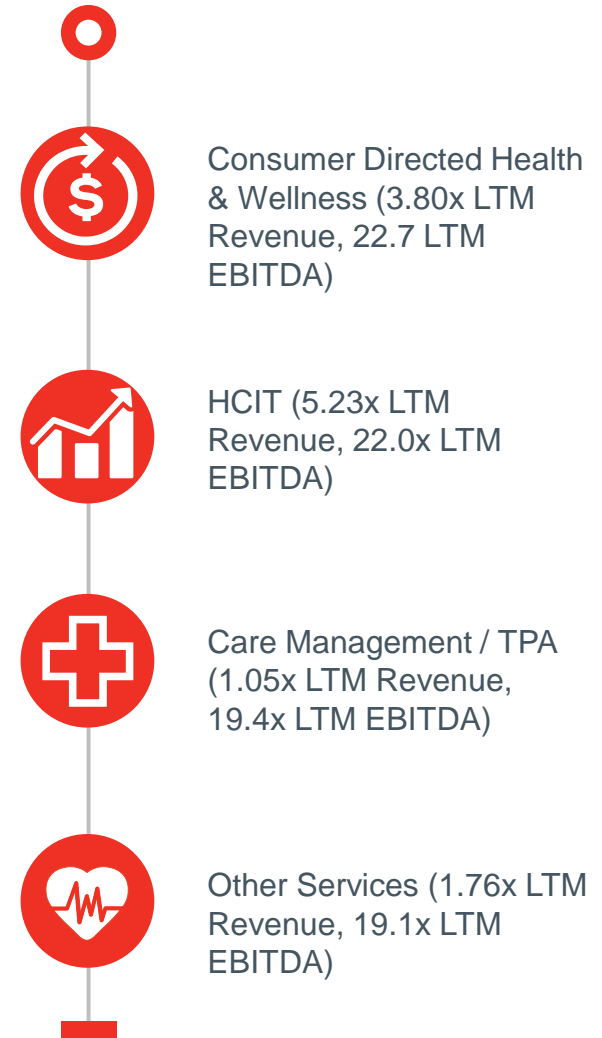 $
Consumer Directed Health
& Wellness (3.80x LTM
Revenue, 22.7 LTM
EBITDA)
HCIT (5.23x LTM
Revenue, 22.0x LTM
EBITDA)
Care Management / TPA
(1.05x LTM Revenue,
19.4x LTM EBITDA)
Other Services (1.76x LTM
Revenue, 19.1x LTM
EBITDA)